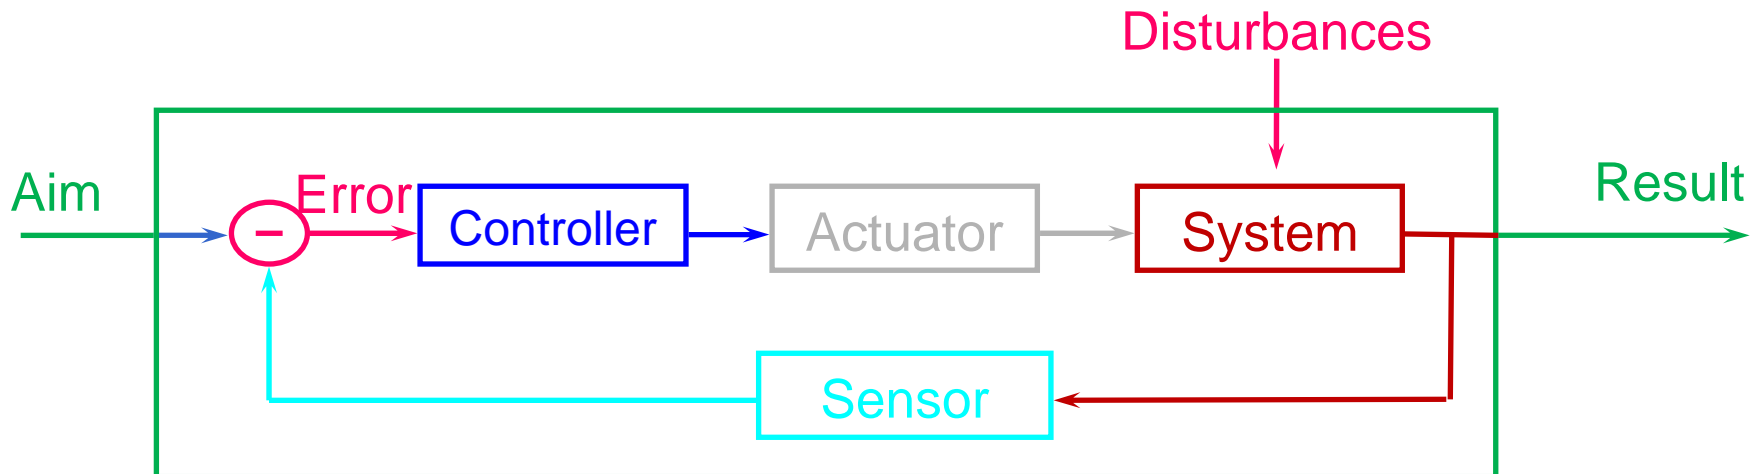 Disturbances
Aim
Error
−
Controller
Actuator
System
Result
Sensor